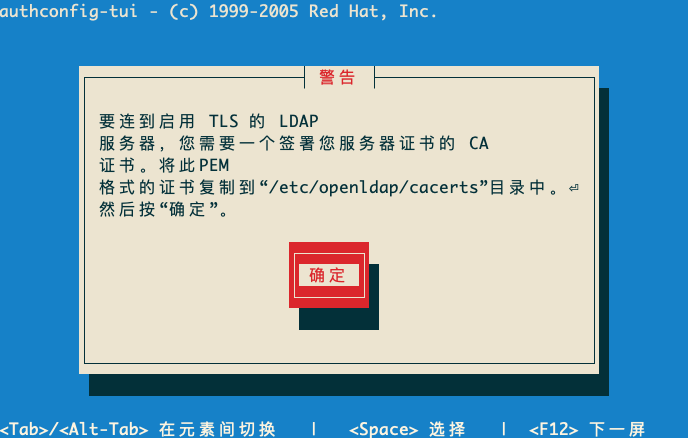 authconfig-tui - (c) 1999-2005 Red Hat, Inc.
警告
要连到启用 TLS 的 LDAP
服务器，您需要一个签署您服务器证书的 CA
证书。将此PEM
格式的证书复制到“/etc/openldap/cacerts”目录中。⏎
然后按“确定”。
确定
<Tab>/<Alt-Tab> 在元素间切换 | <Space> 选择 | <F12> 下一屏